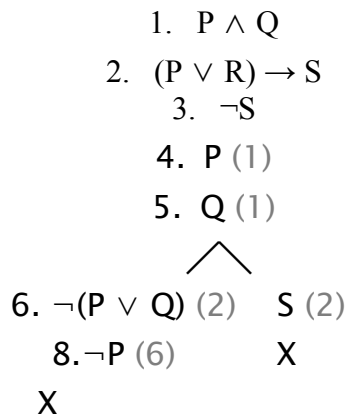 1. P ∧ Q
2. (P ∨ R) → S
3. ¬S
4. P (1)
5. Q (1)
6. ¬(P ∨ Q) (2) S (2)
8.¬P (6) X
X